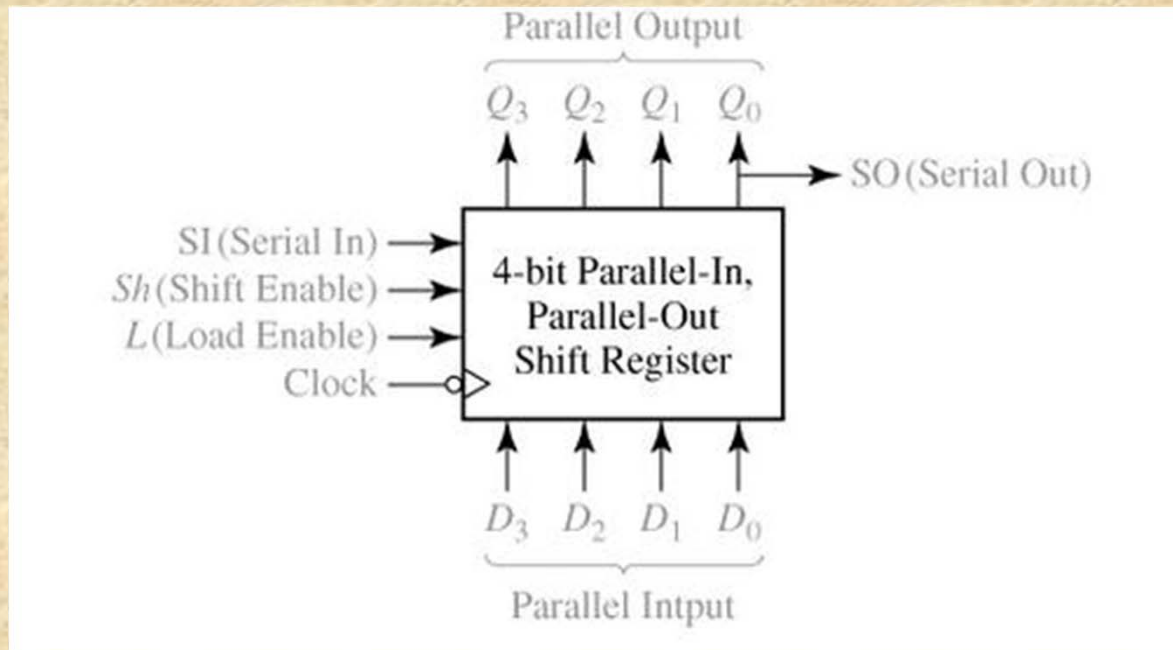 Parallel Output
Q3 Q2 Q1 Q0
SO (Serial Out)
SI (Serial In)
Sh (Shift Enable)
L (Load Enable)
Clock
4-bit Parallel-In,
Parallel-Out
Shift Register
D3 D2 D1 D0
Parallel Intput